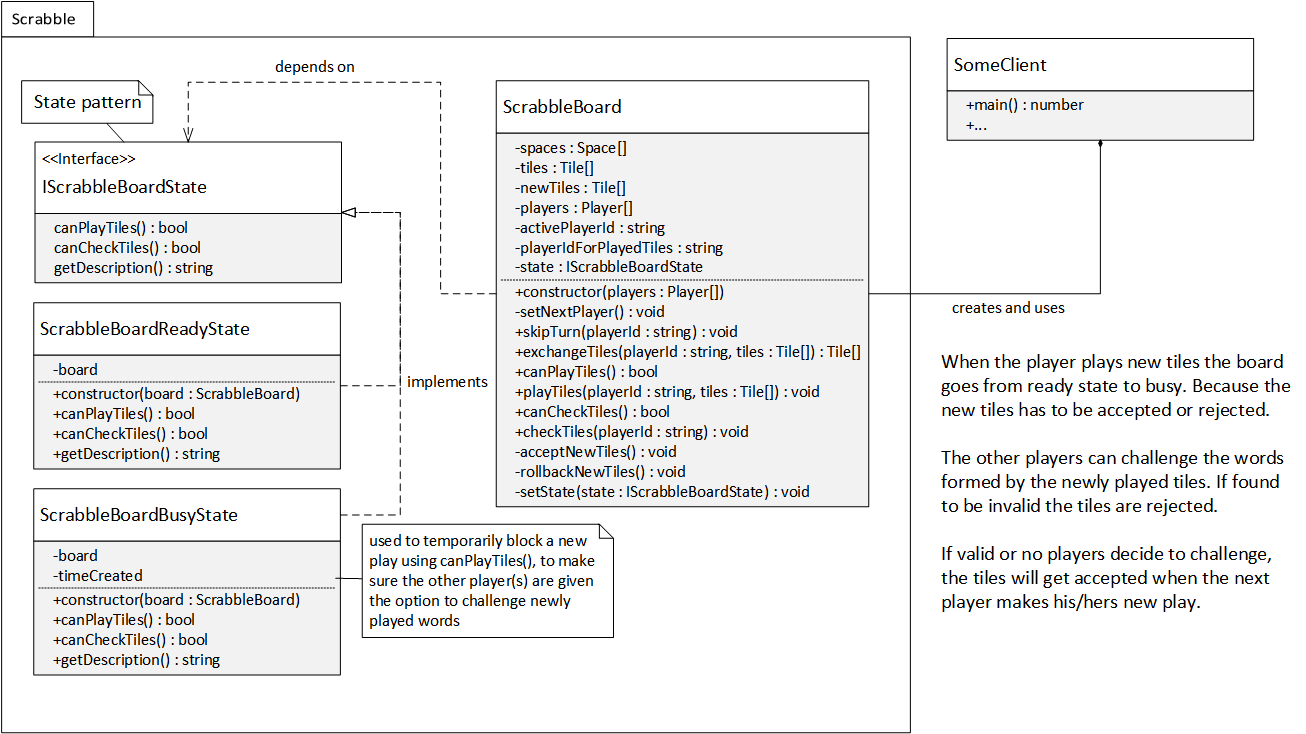 Scrabble
depends on
State pattern
<<Interface>>
IScrabbleBoardState
canPlayTiles() : bool
canCheckTiles() : bool
getDescription() : string
ScrabbleBoardReadyState
-board
+constructor(board : ScrabbleBoard)
+canPlayTiles() : bool
+canCheckTiles() : bool
+getDescription() : string
implements
ScrabbleBoardBusyState
-board
-timeCreated
+constructor(board : ScrabbleBoard)
+canPlayTiles() : bool
+canCheckTiles() : bool
+getDescription() : string
used to temporarily block a new
play using canPlayTiles(), to make
sure the other player(s) are given
the option to challenge newly
played words
ScrabbleBoard
-spaces : Space[]
-tiles : Tile[]
-newTiles : Tile[]
-players : Player[]
-activePlayerId : string
-playerIdForPlayedTiles : string
-state : IScrabbleBoardState
+constructor(players : Player[])
-setNextPlayer() : void
+skipTurn(playerId : string) : void
+exchangeTiles(playerId : string, tiles : Tile[]) : Tile[]
+canPlayTiles() : bool
+playTiles(playerId : string, tiles : Tile[]) : void
+canCheckTiles() : bool
+checkTiles(playerId : string) : void
-acceptNewTiles() : void
-rollbackNewTiles() : void
-setState(state : IScrabbleBoardState) : void
SomeClient
+main() : number
+...
creates and uses
When the player plays new tiles the board
goes from ready state to busy. Because the
new tiles has to be accepted or rejected.
The other players can challenge the words
formed by the newly played tiles. If found
to be invalid the tiles are rejected.
If valid or no players decide to challenge,
the tiles will get accepted when the next
player makes his/hers new play.